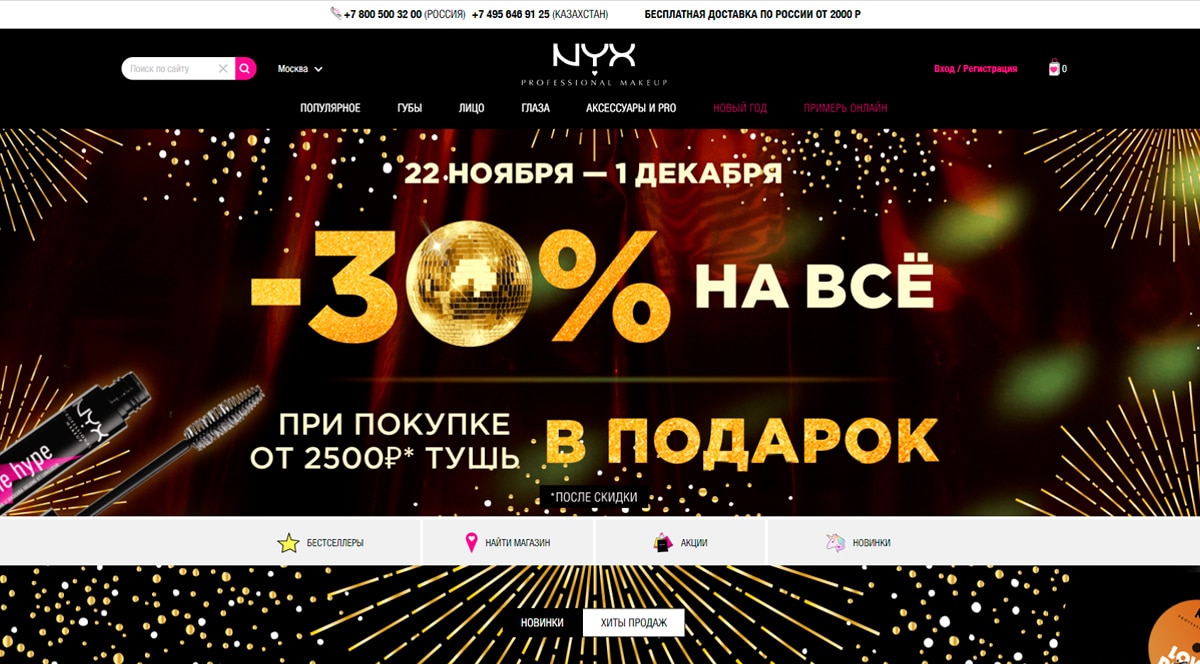 +7 800 500 32 00 (РОССИЯ) +7 495 646 91 25 (КАЗАХСТАН) БЕСПЛАТНАЯ ДОСТАВКА ПО РОССИИ ОТ 2000 Р
NYX
PROFESSIONAL MAKEUP
Поиск по сайту
Москва
Вход / Регистрация
0
ПОПУЛЯРНОЕ ГУБЫ ЛИЦО ГЛАЗА АКСЕССУАРЫ И PRO НОВЫЙ ГОД ПРИМЕРЬ ОНЛАЙН
22 НОЯБРЯ — 1 ДЕКАБРЯ
-30% НА ВСЁ
ПРИ ПОКУПКЕ
ОТ 2500₽* ТУШЬ
В ПОДАРОК
*ПОСЛЕ СКИДКИ
NYX
hype
БЕСТСЕЛЛЕРЫ НАЙТИ МАГАЗИН АКЦИИ НОВИНКИ
НОВИНКИ ХИТЫ ПРОДАЖ